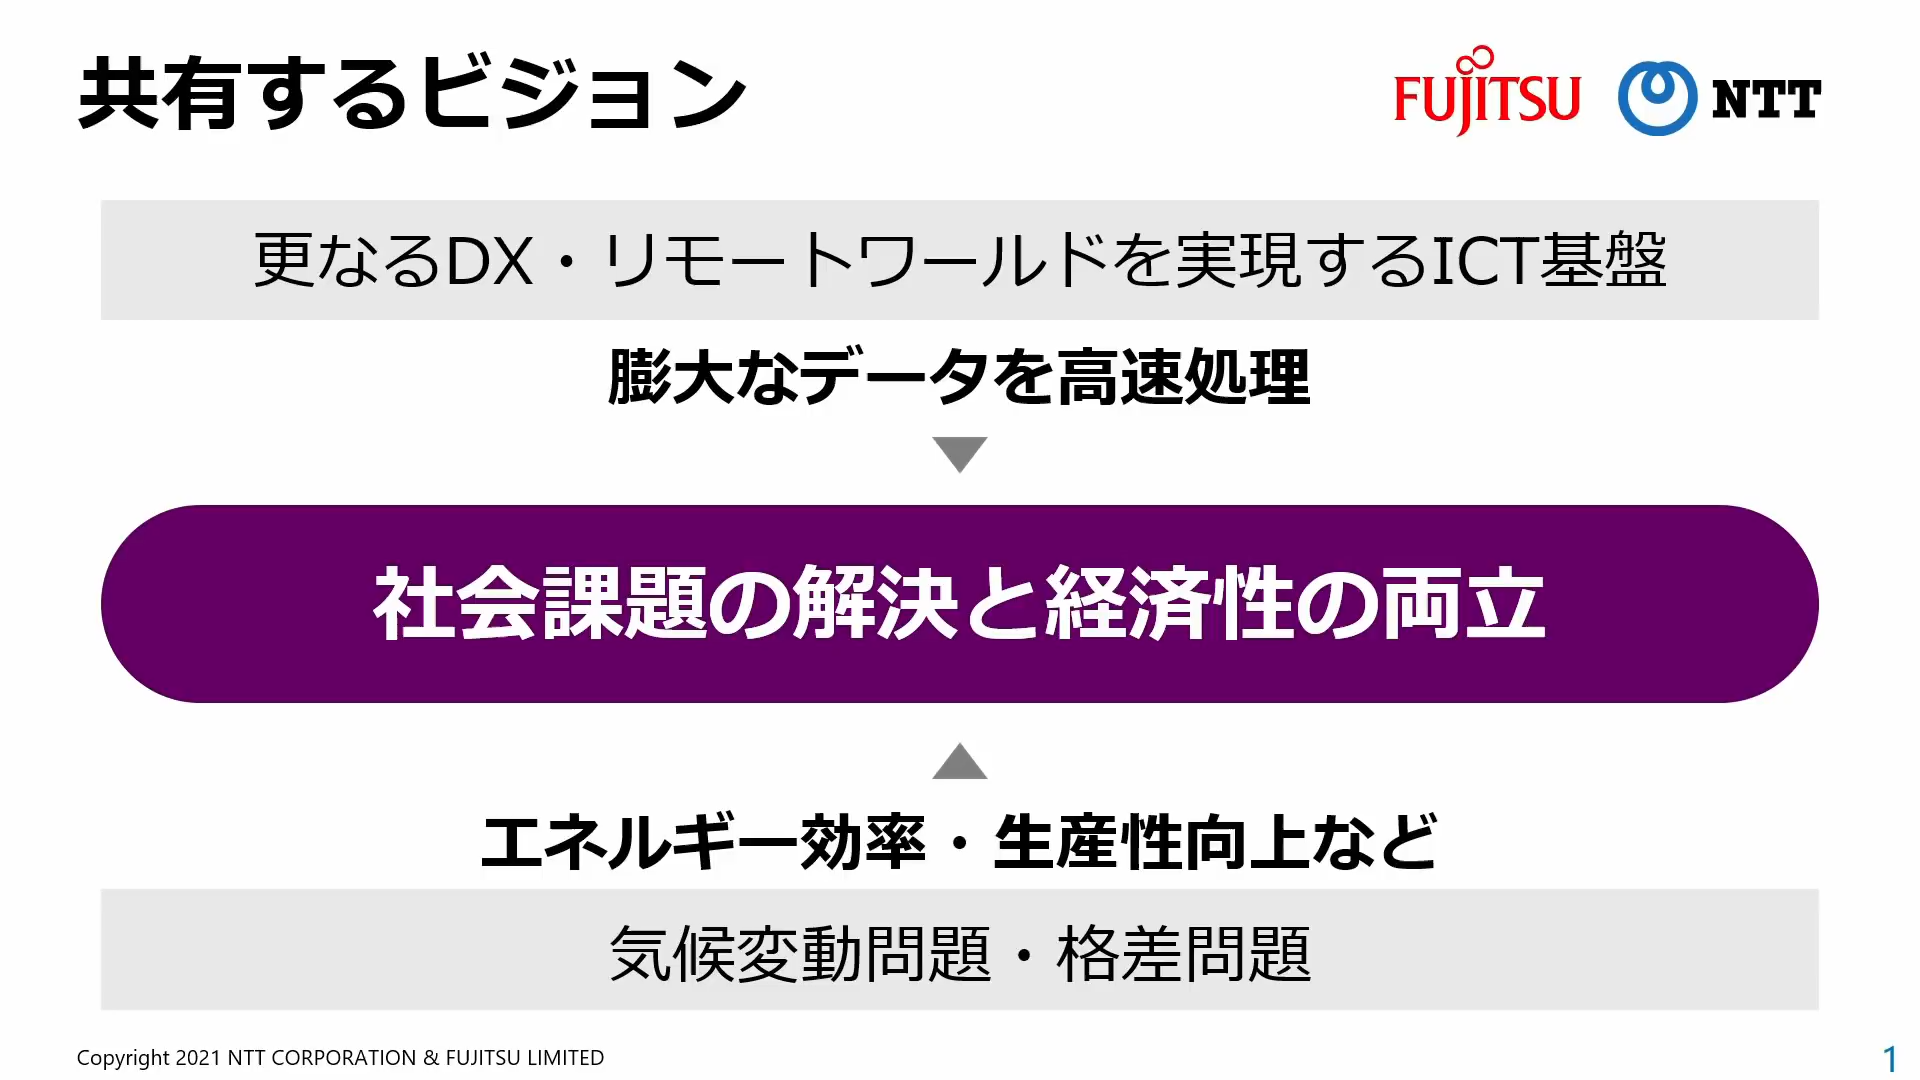 共有するビジョン
FUJITSU
NTT
更なるDX・リモートワールドを実現するICT基盤
膨大なデータを高速処理
社会課題の解決と経済性の両立
エネルギー効率・生産性向上など
気候変動問題・格差問題
Copyright 2021 NTT CORPORATION & FUJITSU LIMITED
1